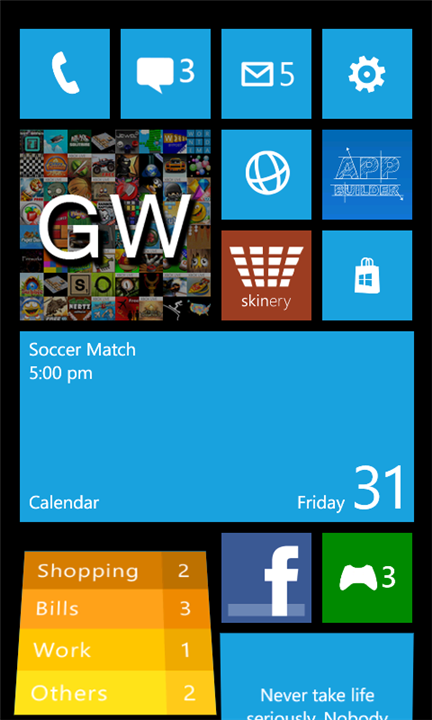 3
5
GW
APP
BUILDER
skinery
Soccer Match
5:00 pm
Calendar
Friday 31
f
3
Shopping 2
Bills 3
Work 1
Others 2
Never take life
seriously. Nobody